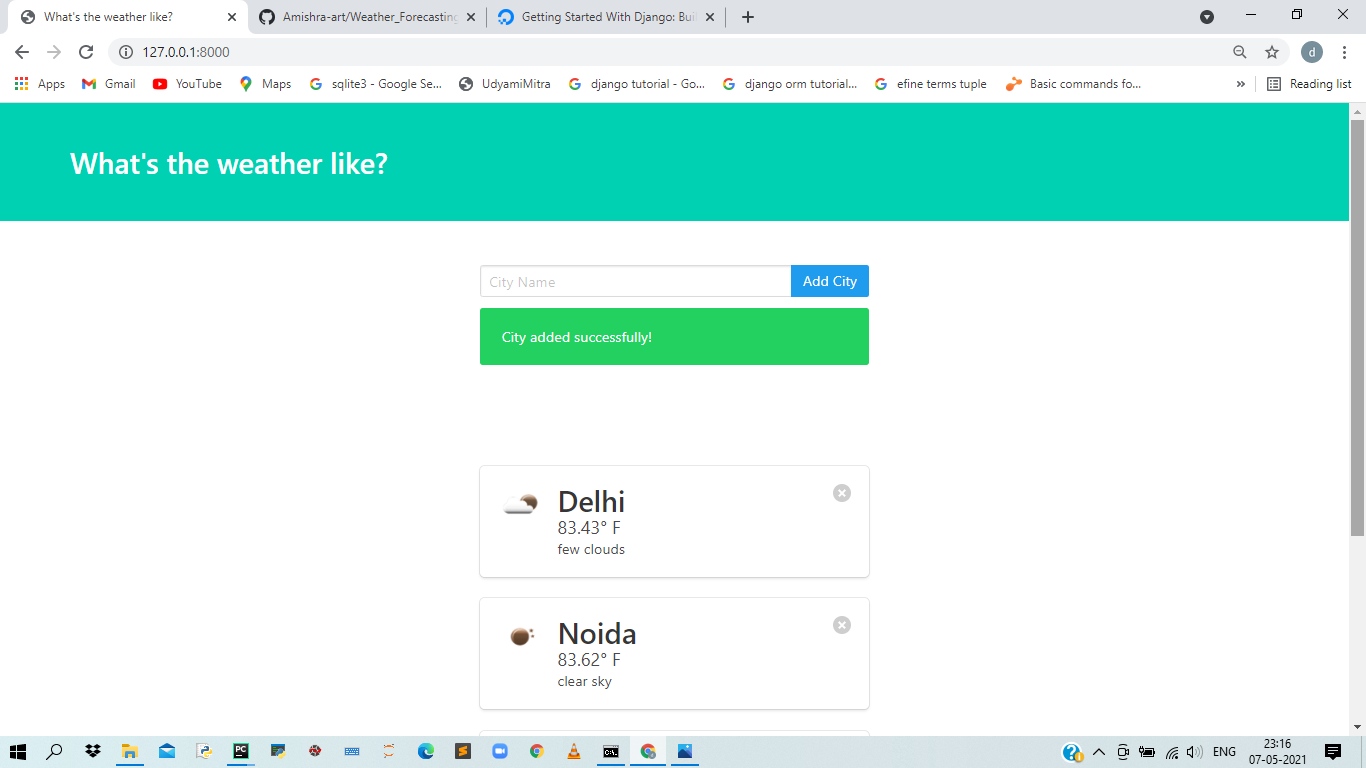 What's the weather like?
Amishra-art/Weather_Forecasting
Getting Started With Django: Bui
127.0.0.1:8000
d
Apps
Gmail
YouTube
Maps
sqlite3 - Google Se...
UdyamiMitra
django tutorial - Go...
django orm tutorial...
efine terms tuple
Basic commands fo...
»
Reading list
What's the weather like?
City Name
Add City
City added successfully!
Delhi
83.43° F
few clouds
Noida
83.62° F
clear sky
ENG
23:16
07-05-2021